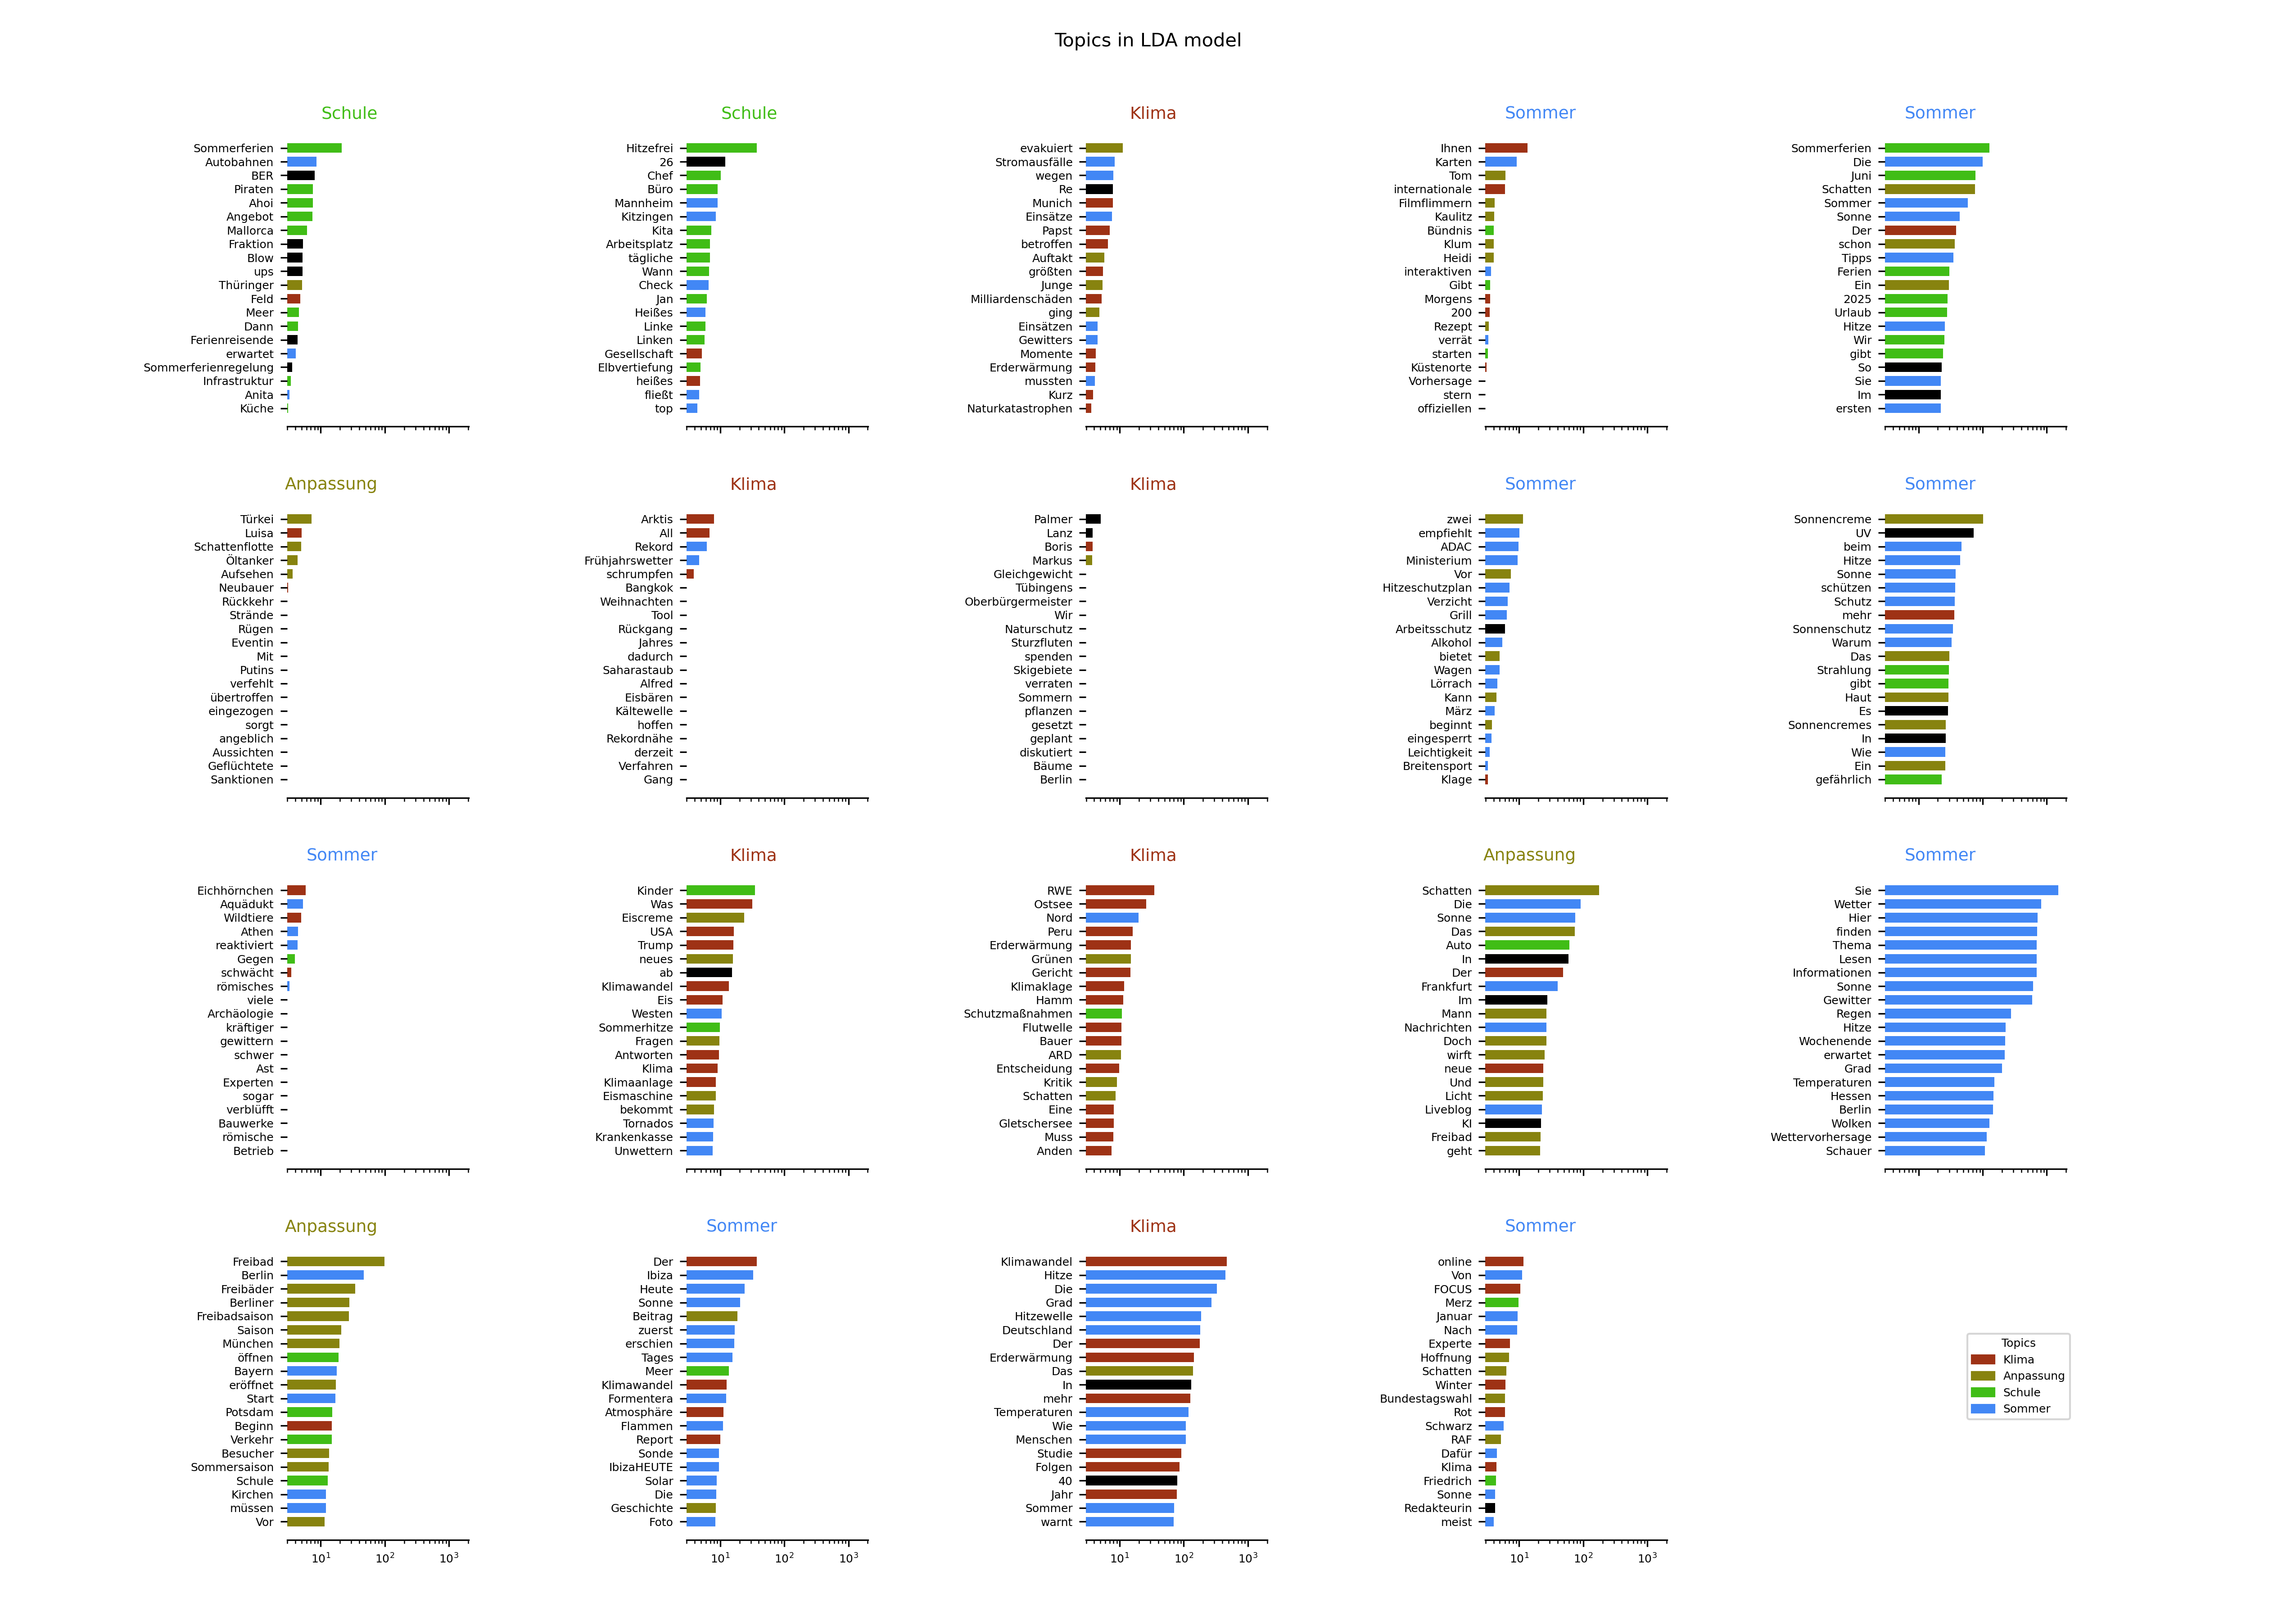 Topics in LDA model
Schule
Sommerferien
Autobahnen
BER
Piraten
Ahoi
Angebot
Mallorca
Fraktion
Blow
ups
Thüringer
Feld
Meer
Dann
Ferienreisende
erwartet
Sommerferienregelung
Infrastruktur
Anita
Küche
Schule
Hitzefrei
26
Chef
Büro
Mannheim
Kitzingen
Kita
Arbeitsplatz
tägliche
Wann
Check
Jan
Heißes
Linke
Linken
Gesellschaft
Elbvertiefung
heißes
fließt
top
Klima
evakuiert
Stromausfälle
wegen
Re
Munich
Einsätze
Papst
betroffen
Auftakt
größten
Junge
Milliardenschäden
ging
Einsätzen
Gewitters
Momente
Erderwärmung
mussten
Kurz
Naturkatastrophen
Sommer
Ihnen
Karten
Tom
internationale
Filmflimmern
Kaulitz
Bündnis
Klum
Heidi
interaktiven
Gibt
Morgens
200
Rezept
verrät
starten
Küstenorte
Vorhersage
stern
offiziellen
Sommer
Sommerferien
Die
Juni
Schatten
Sommer
Sonne
Der
schon
Tipps
Ferien
Ein
2025
Urlaub
Hitze
Wir
gibt
So
Sie
Im
ersten
Anpassung
Türkei
Luisa
Schattenflotte
Öltanker
Aufsehen
Neubauer
Rückkehr
Strände
Rügen
Eventin
Mit
Putins
verfehlt
übertroffen
eingezogen
sorgt
angeblich
Aussichten
Geflüchtete
Sanktionen
Klima
Arktis
All
Rekord
Frühjahrswetter
schrumpfen
Bangkok
Weihnachten
Tool
Rückgang
Jahres
dadurch
Saharastaub
Alfred
Eisbären
Kältewelle
hoffen
Rekordnähe
derzeit
Verfahren
Gang
Klima
Palmer
Lanz
Boris
Markus
Gleichgewicht
Tübingens
Oberbürgermeister
Wir
Naturschutz
Sturzfluten
spenden
Skigebiete
verraten
Sommern
pflanzen
gesetzt
geplant
diskutiert
Bäume
Berlin
Sommer
zwei
empfiehlt
ADAC
Ministerium
Vor
Hitzeschutzplan
Verzicht
Grill
Arbeitsschutz
Alkohol
bietet
Wagen
Lörrach
Kann
März
beginnt
eingesperrt
Leichtigkeit
Breitensport
Klage
Sommer
Sonnencreme
UV
beim
Hitze
Sonne
schützen
Schutz
mehr
Sonnenschutz
Warum
Das
Strahlung
gibt
Haut
Es
Sonnencremes
In
Wie
Ein
gefährlich
Sommer
Eichhörnchen
Aquädukt
Wildtiere
Athen
reaktiviert
Gegen
schwächt
römisches
viele
Archäologie
kräftiger
gewittern
schwer
Ast
Experten
sogar
verblüfft
Bauwerke
römische
Betrieb
Klima
Kinder
Was
Eiscreme
USA
Trump
neues
ab
Klimawandel
Eis
Westen
Sommerhitze
Fragen
Antworten
Klima
Klimaanlage
Eismaschine
bekommt
Tornados
Krankenkasse
Unwettern
Klima
RWE
Ostsee
Nord
Peru
Erderwärmung
Grünen
Gericht
Klimaklage
Hamm
Schutzmaßnahmen
Flutwelle
Bauer
ARD
Entscheidung
Kritik
Schatten
Eine
Gletschersee
Muss
Anden
Anpassung
Schatten
Die
Sonne
Das
Auto
In
Der
Frankfurt
Im
Mann
Nachrichten
Doch
wirft
neue
Und
Licht
Liveblog
KI
Freibad
geht
Sommer
Sie
Wetter
Hier
finden
Thema
Lesen
Informationen
Sonne
Gewitter
Regen
Hitze
Wochenende
erwartet
Grad
Temperaturen
Hessen
Berlin
Wolken
Wettervorhersage
Schauer
Anpassung
Freibad
Berlin
Freibäder
Berliner
Freibadsaison
Saison
München
öffnen
Bayern
eröffnet
Start
Potsdam
Beginn
Verkehr
Besucher
Sommersaison
Schule
Kirchen
müssen
Vor
10¹ 10² 10³
Sommer
Der
Ibiza
Heute
Sonne
Beitrag
zuerst
erschien
Tages
Meer
Klimawandel
Formentera
Atmosphäre
Flammen
Report
Sonde
IbizaHEUTE
Solar
Die
Geschichte
Foto
10¹ 10² 10³
Klima
Klimawandel
Hitze
Die
Grad
Hitzewelle
Deutschland
Der
Erderwärmung
Das
In
mehr
Temperaturen
Wie
Menschen
Studie
Folgen
40
Jahr
Sommer
warnt
10¹ 10² 10³
Sommer
online
Von
FOCUS
Merz
Januar
Nach
Experte
Hoffnung
Schatten
Winter
Bundestagswahl
Rot
Schwarz
RAF
Dafür
Klima
Friedrich
Sonne
Redakteurin
meist
10¹ 10² 10³
Topics
Klima
Anpassung
Schule
Sommer